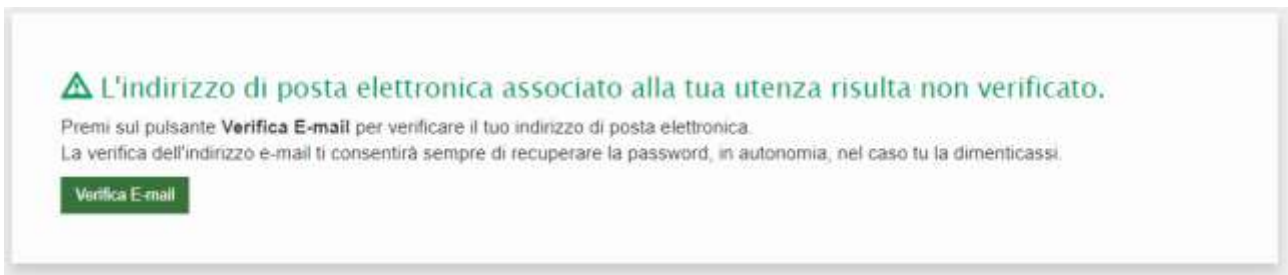 L'indirizzo di posta elettronica associato alla tua utenza risulta non verificato.
Premi sul pulsante Verifica E-mail per verificare il tuo indirizzo di posta elettronica.
La verifica dell'indirizzo e-mail ti consentirà sempre di recuperare la password, in autonomia, nel caso tu la dimenticassi.
Verifica E-mail